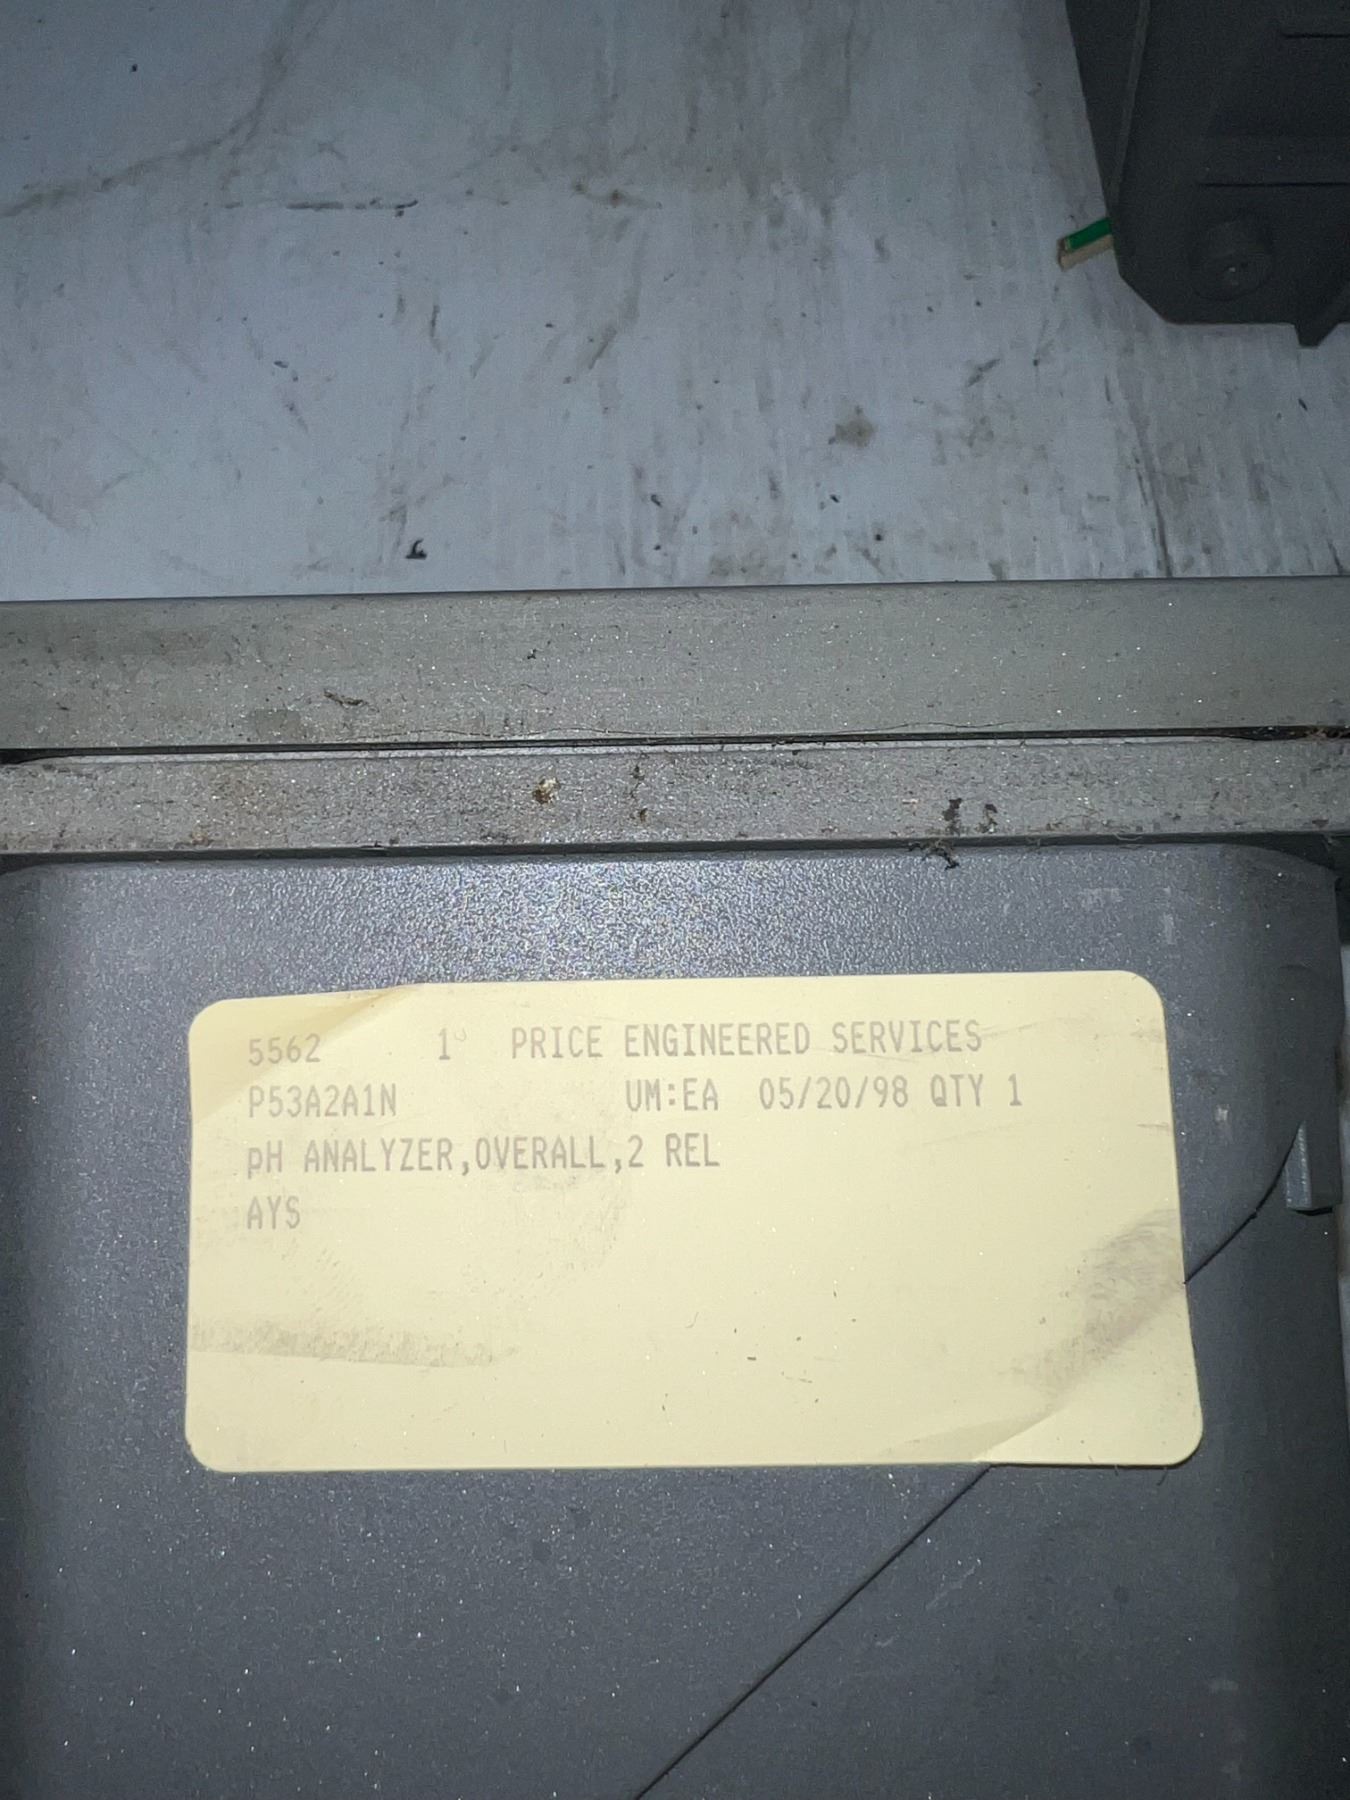 5562 1 PRICE ENGINEERED SERVICES
P53A2A1N UM:EA 05/20/98 QTY 1
pH ANALYZER,OVERALL,2 REL
AYS